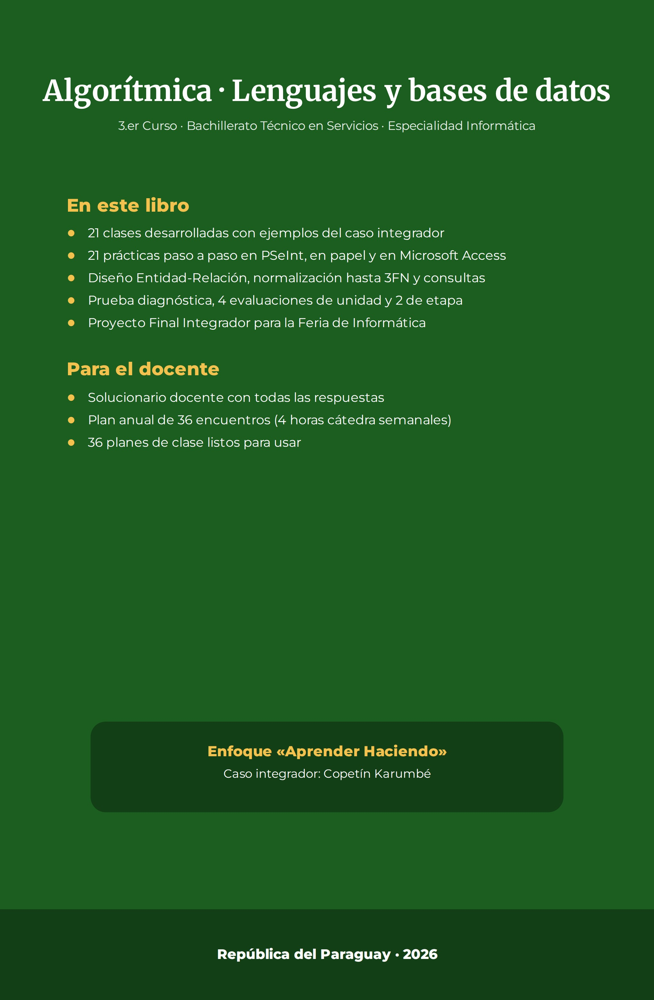 Algorítmica · Lenguajes y bases de datos
3.er Curso · Bachillerato Técnico en Servicios · Especialidad Informática
En este libro
● 21 clases desarrolladas con ejemplos del caso integrador
● 21 prácticas paso a paso en PSeInt, en papel y en Microsoft Access
● Diseño Entidad-Relación, normalización hasta 3FN y consultas
● Prueba diagnóstica, 4 evaluaciones de unidad y 2 de etapa
● Proyecto Final Integrador para la Feria de Informática
Para el docente
● Solucionario docente con todas las respuestas
● Plan anual de 36 encuentros (4 horas cátedra semanales)
● 36 planes de clase listos para usar
Enfoque «Aprender Haciendo»
Caso integrador: Copetín Karumbé
República del Paraguay · 2026